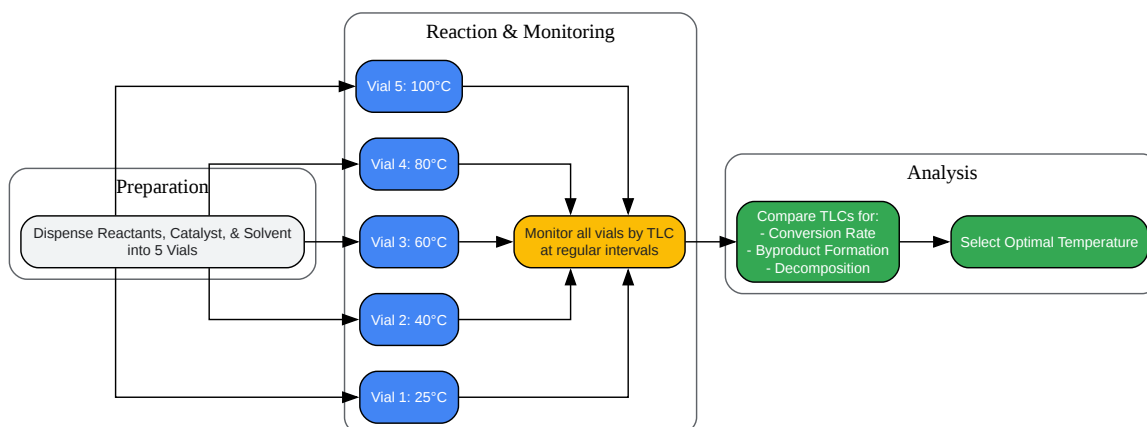 Reaction & Monitoring
Vial 5: 100°C
Vial 4: 80°C
Preparation
Analysis
Dispense Reactants, Catalyst, & Solvent
into 5 Vials
Vial 3: 60°C
Monitor all vials by TLC
at regular intervals
Compare TLCs for:
- Conversion Rate
- Byproduct Formation
- Decomposition
Select Optimal Temperature
Vial 2: 40°C
Vial 1: 25°C